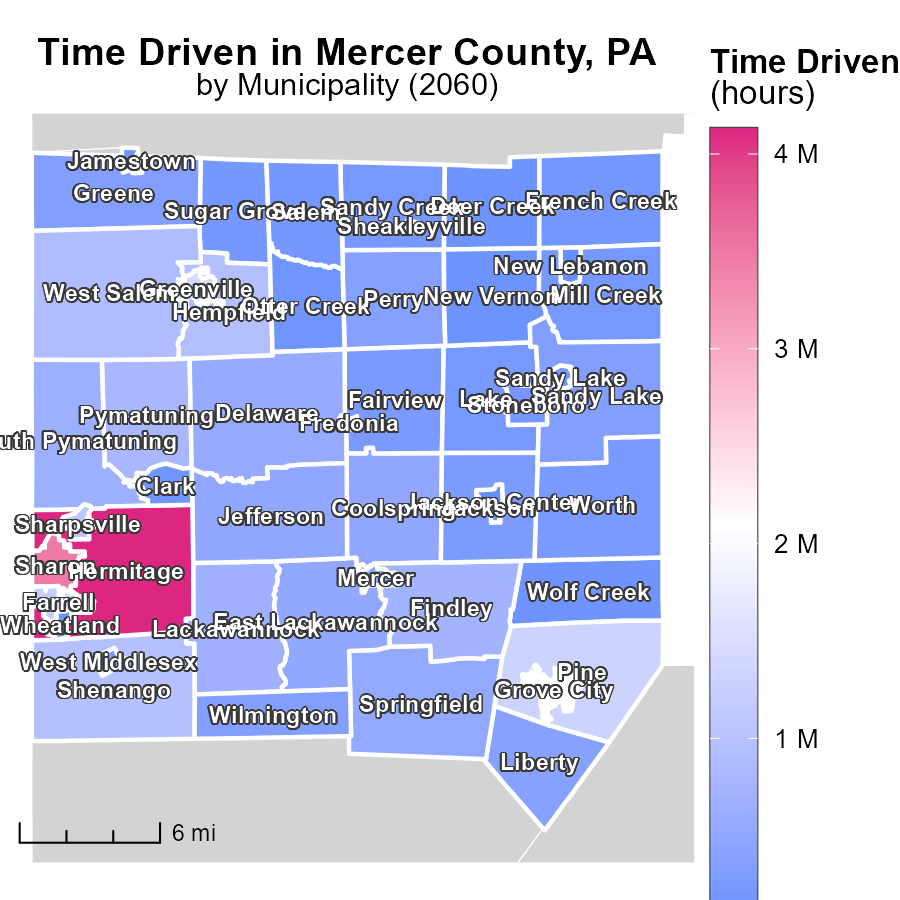 Time Driven in Mercer County, PA
by Municipality (2060)
Time Driven
(hours)
4 M
3 M
2 M
1 M
Jamestown
Greene
Sugar Grove
Salem
Sandy Creek
Sheakleyville
Deer Creek
French Creek
West Salem
Greenville
Hempfield
Otter Creek
Perry
New Vernon
New Lebanon
Mill Creek
Sandy Lake
Sandy Lake
Lake
Stoneboro
Fairview
Fredonia
Delaware
Pymatuning
uth Pymatuning
Clark
Jefferson
Coolspring
Jackson Center
Jackson
Worth
Sharpsville
Sharon
Hermitage
Farrell
Wheatland
Mercer
Findley
Wolf Creek
Lackawannock
East Lackawannock
West Middlesex
Shenango
Wilmington
Springfield
Pine
Grove City
Liberty
6 mi